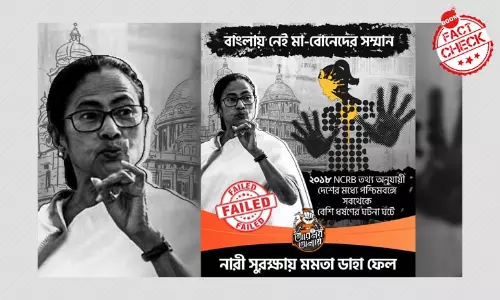 100%
FACT
CHECK
বাংলায় নেই মা-বোনেদের সম্মান
২০১৮ NCRB তথ্য অনুযায়ী
দেশের মধ্যে পশ্চিমবঙ্গে
সবথেকে
বেশি ধর্ষণের ঘটনা ঘটে
FAILED
FAILED
FAILED
নারী সুরক্ষায় মমতা ডাহা ফেল